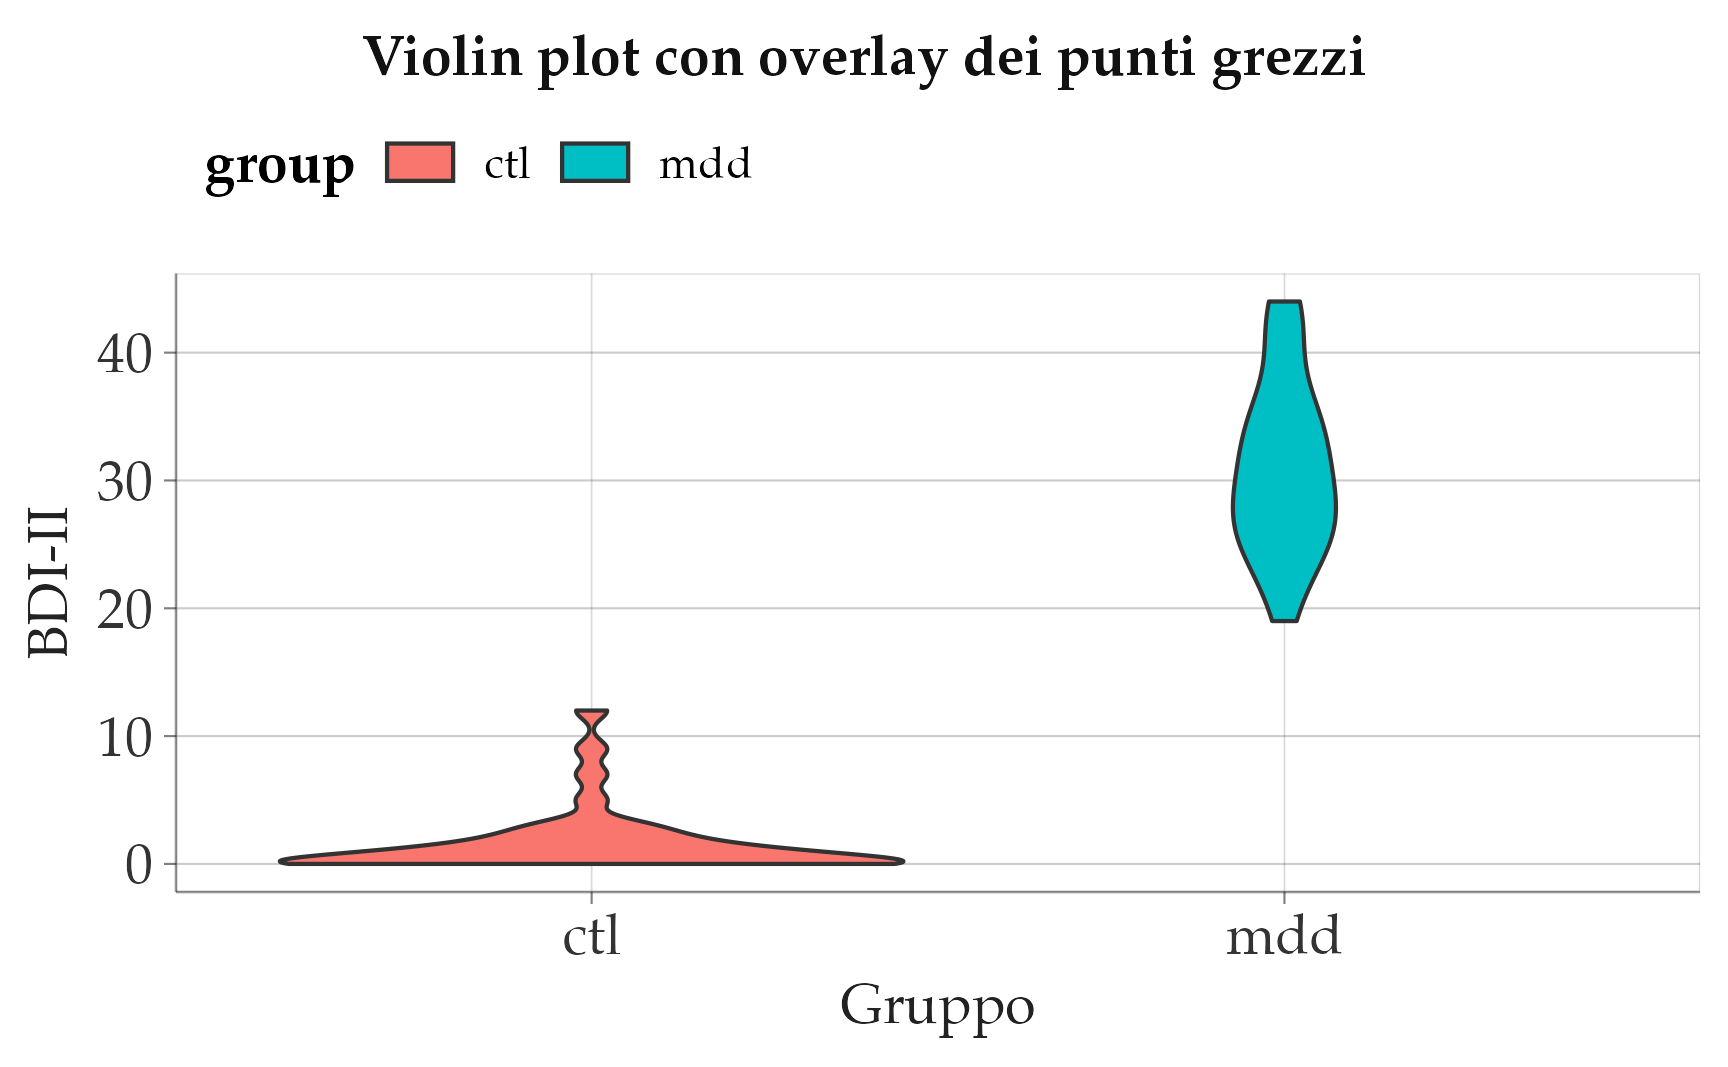 Violin plot con overlay dei punti grezzi
group ctl mdd
40
30
20
10
0
BDI-II
ctl mdd
Gruppo